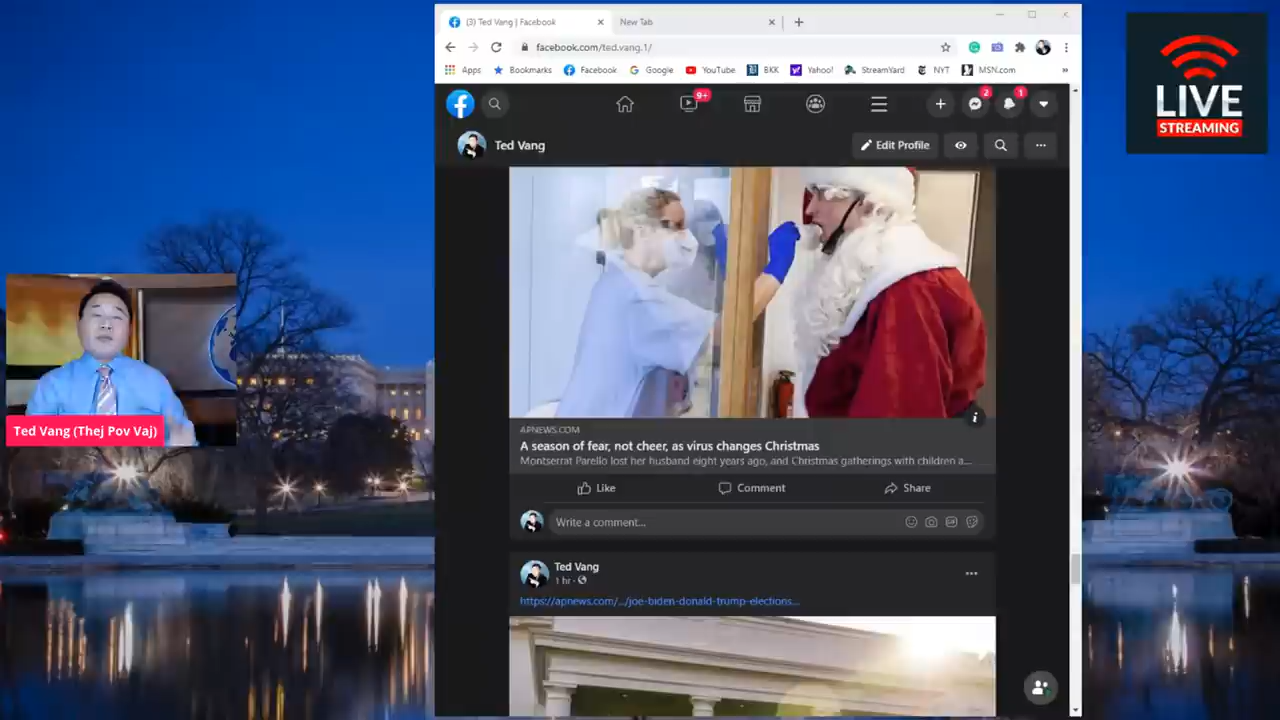 (3) Ted Vang | Facebook
New Tab
facebook.com/ted.vang.1/
Apps Bookmarks Facebook Google YouTube BKK Yahoo! StreamYard NYT MSN.com »
9+
2
1
Ted Vang
Edit Profile
LIVE
STREAMING
APNEWS.COM
A season of fear, not cheer, as virus changes Christmas
Montserrat Parello lost her husband eight years ago, and Christmas gatherings with children a...
Like Comment Share
Write a comment...
Ted Vang (Thej Pov Vaj)
Ted Vang
1 hr ·
https://apnews.com/.../joe-biden-donald-trump-elections...